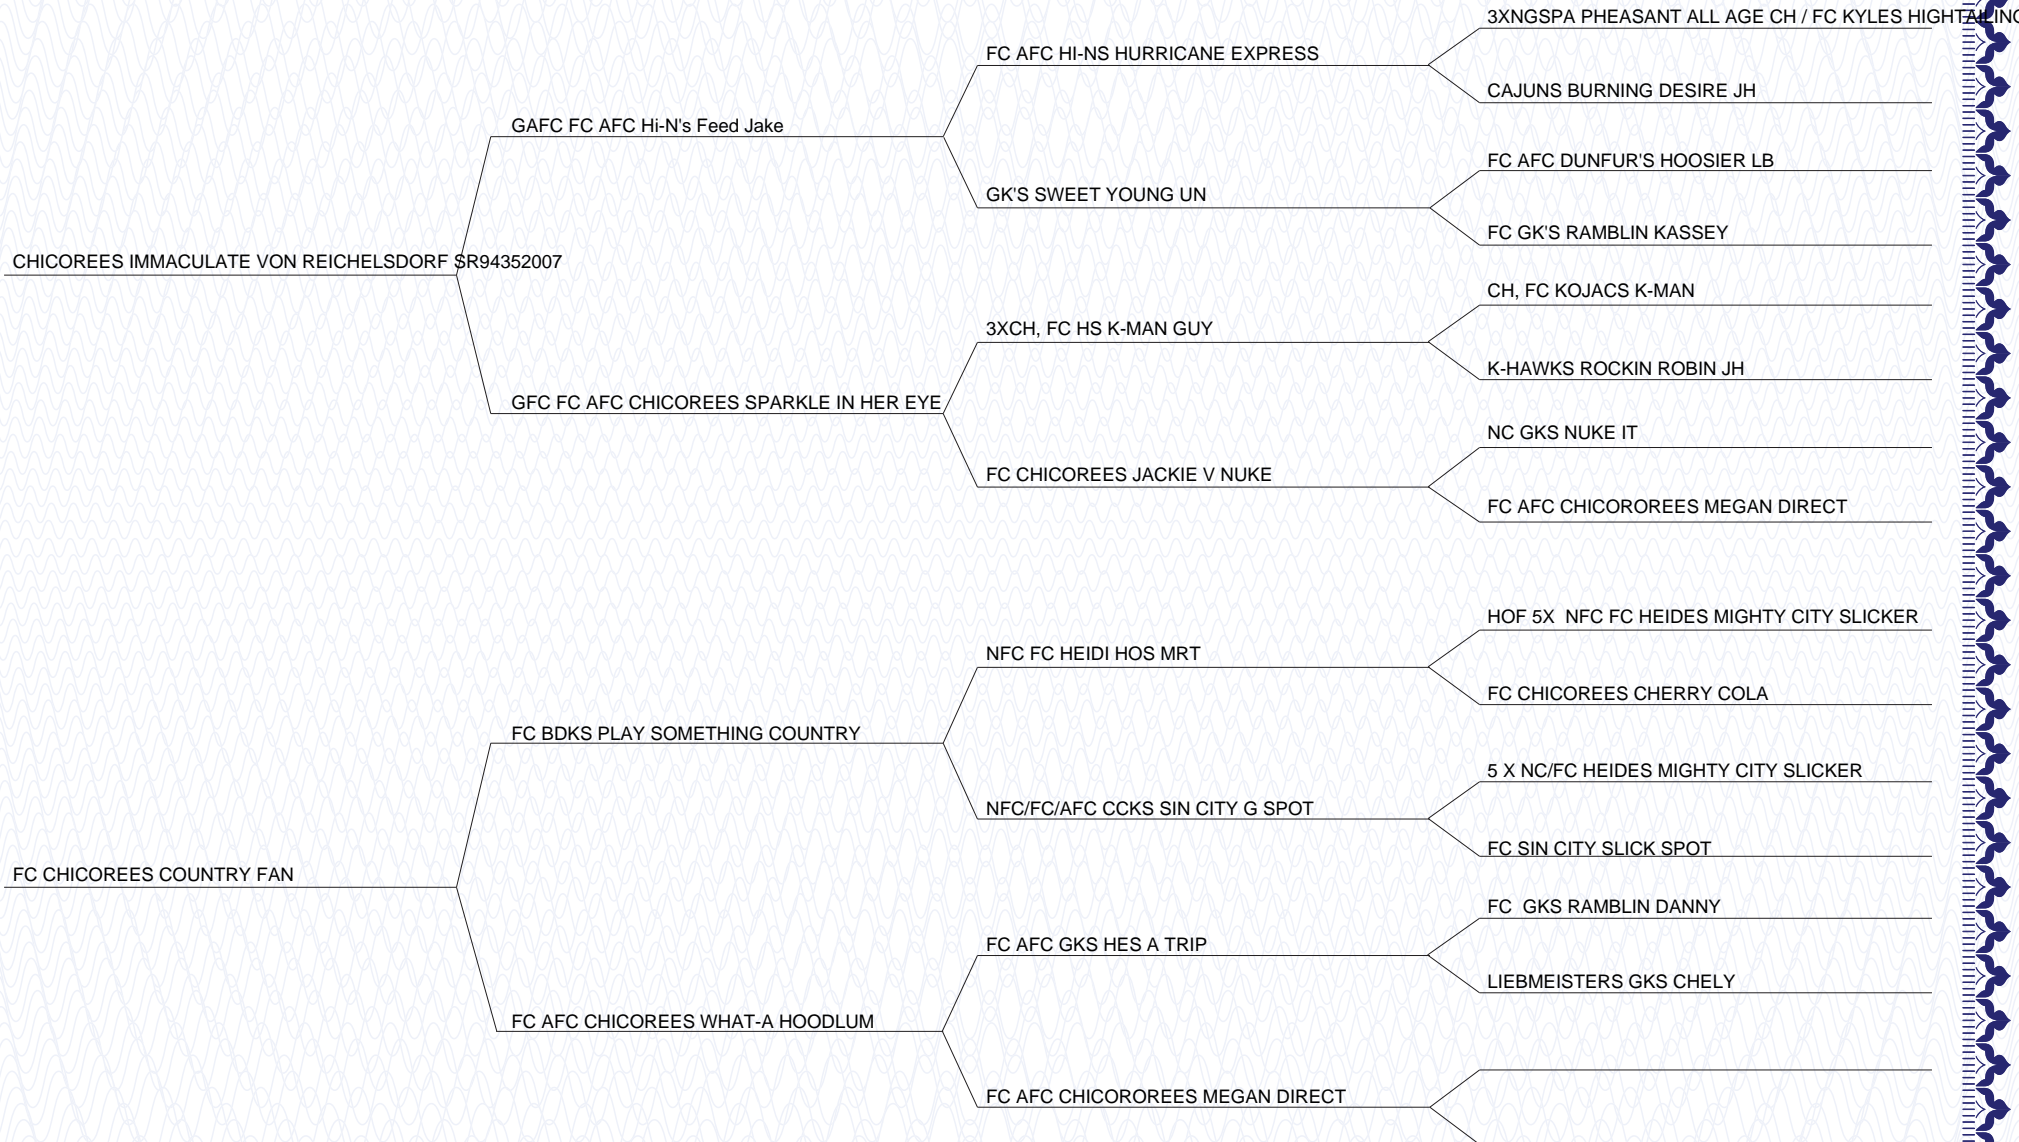 3XNGSPA PHEASANT ALL AGE CH / FC KYLES HIGHTAILING
FC AFC HI-NS HURRICANE EXPRESS
CAJUNS BURNING DESIRE JH
GAFC FC AFC Hi-N's Feed Jake
FC AFC DUNFUR'S HOOSIER LB
GK'S SWEET YOUNG UN
FC GK'S RAMBLIN KASSEY
CHICOREES IMMACULATE VON REICHELSDORF SR94352007
CH, FC KOJACS K-MAN
3XCH, FC HS K-MAN GUY
K-HAWKS ROCKIN ROBIN JH
GFC FC AFC CHICOREES SPARKLE IN HER EYE
NC GKS NUKE IT
FC CHICOREES JACKIE V NUKE
FC AFC CHICOROREES MEGAN DIRECT
HOF 5X  NFC FC HEIDES MIGHTY CITY SLICKER
NFC FC HEIDI HOS MRT
FC CHICOREES CHERRY COLA
FC BDKS PLAY SOMETHING COUNTRY
5 X NC/FC HEIDES MIGHTY CITY SLICKER
NFC/FC/AFC CCKS SIN CITY G SPOT
FC SIN CITY SLICK SPOT
FC CHICOREES COUNTRY FAN
FC  GKS RAMBLIN DANNY
FC AFC GKS HES A TRIP
LIEBMEISTERS GKS CHELY
FC AFC CHICOREES WHAT-A HOODLUM
FC AFC CHICOROREES MEGAN DIRECT